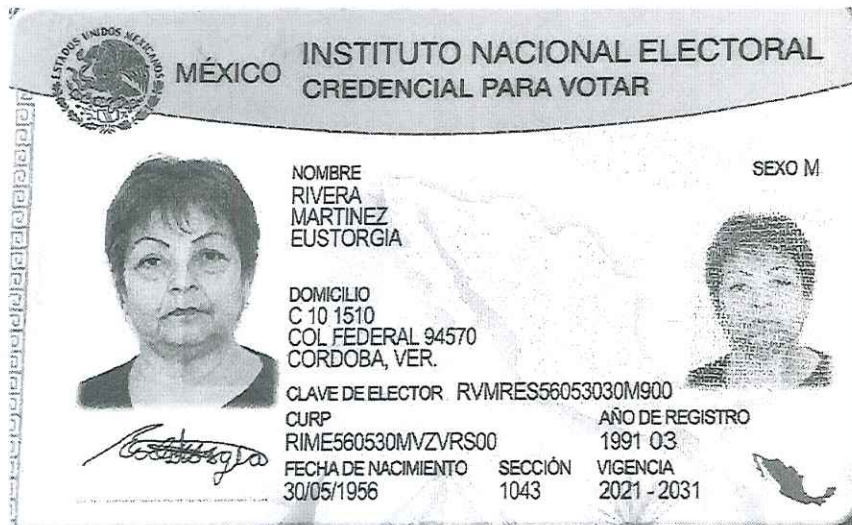 ESTADOS UNIDOS MEXICANOS
MÉXICO
INSTITUTO NACIONAL ELECTORAL
CREDENCIAL PARA VOTAR
NOMBRE
RIVERA
MARTINEZ
EUSTORGIA
SEXO M
DOMICILIO
C 10 1510
COL FEDERAL 94570
CORDOBA, VER.
CLAVE DE ELECTOR RVMRES56053030M900
CURP
RIME560530MVZVRS00
AÑO DE REGISTRO
1991 03
FECHA DE NACIMIENTO
30/05/1956
SECCIÓN
1043
VIGENCIA
2021 - 2031